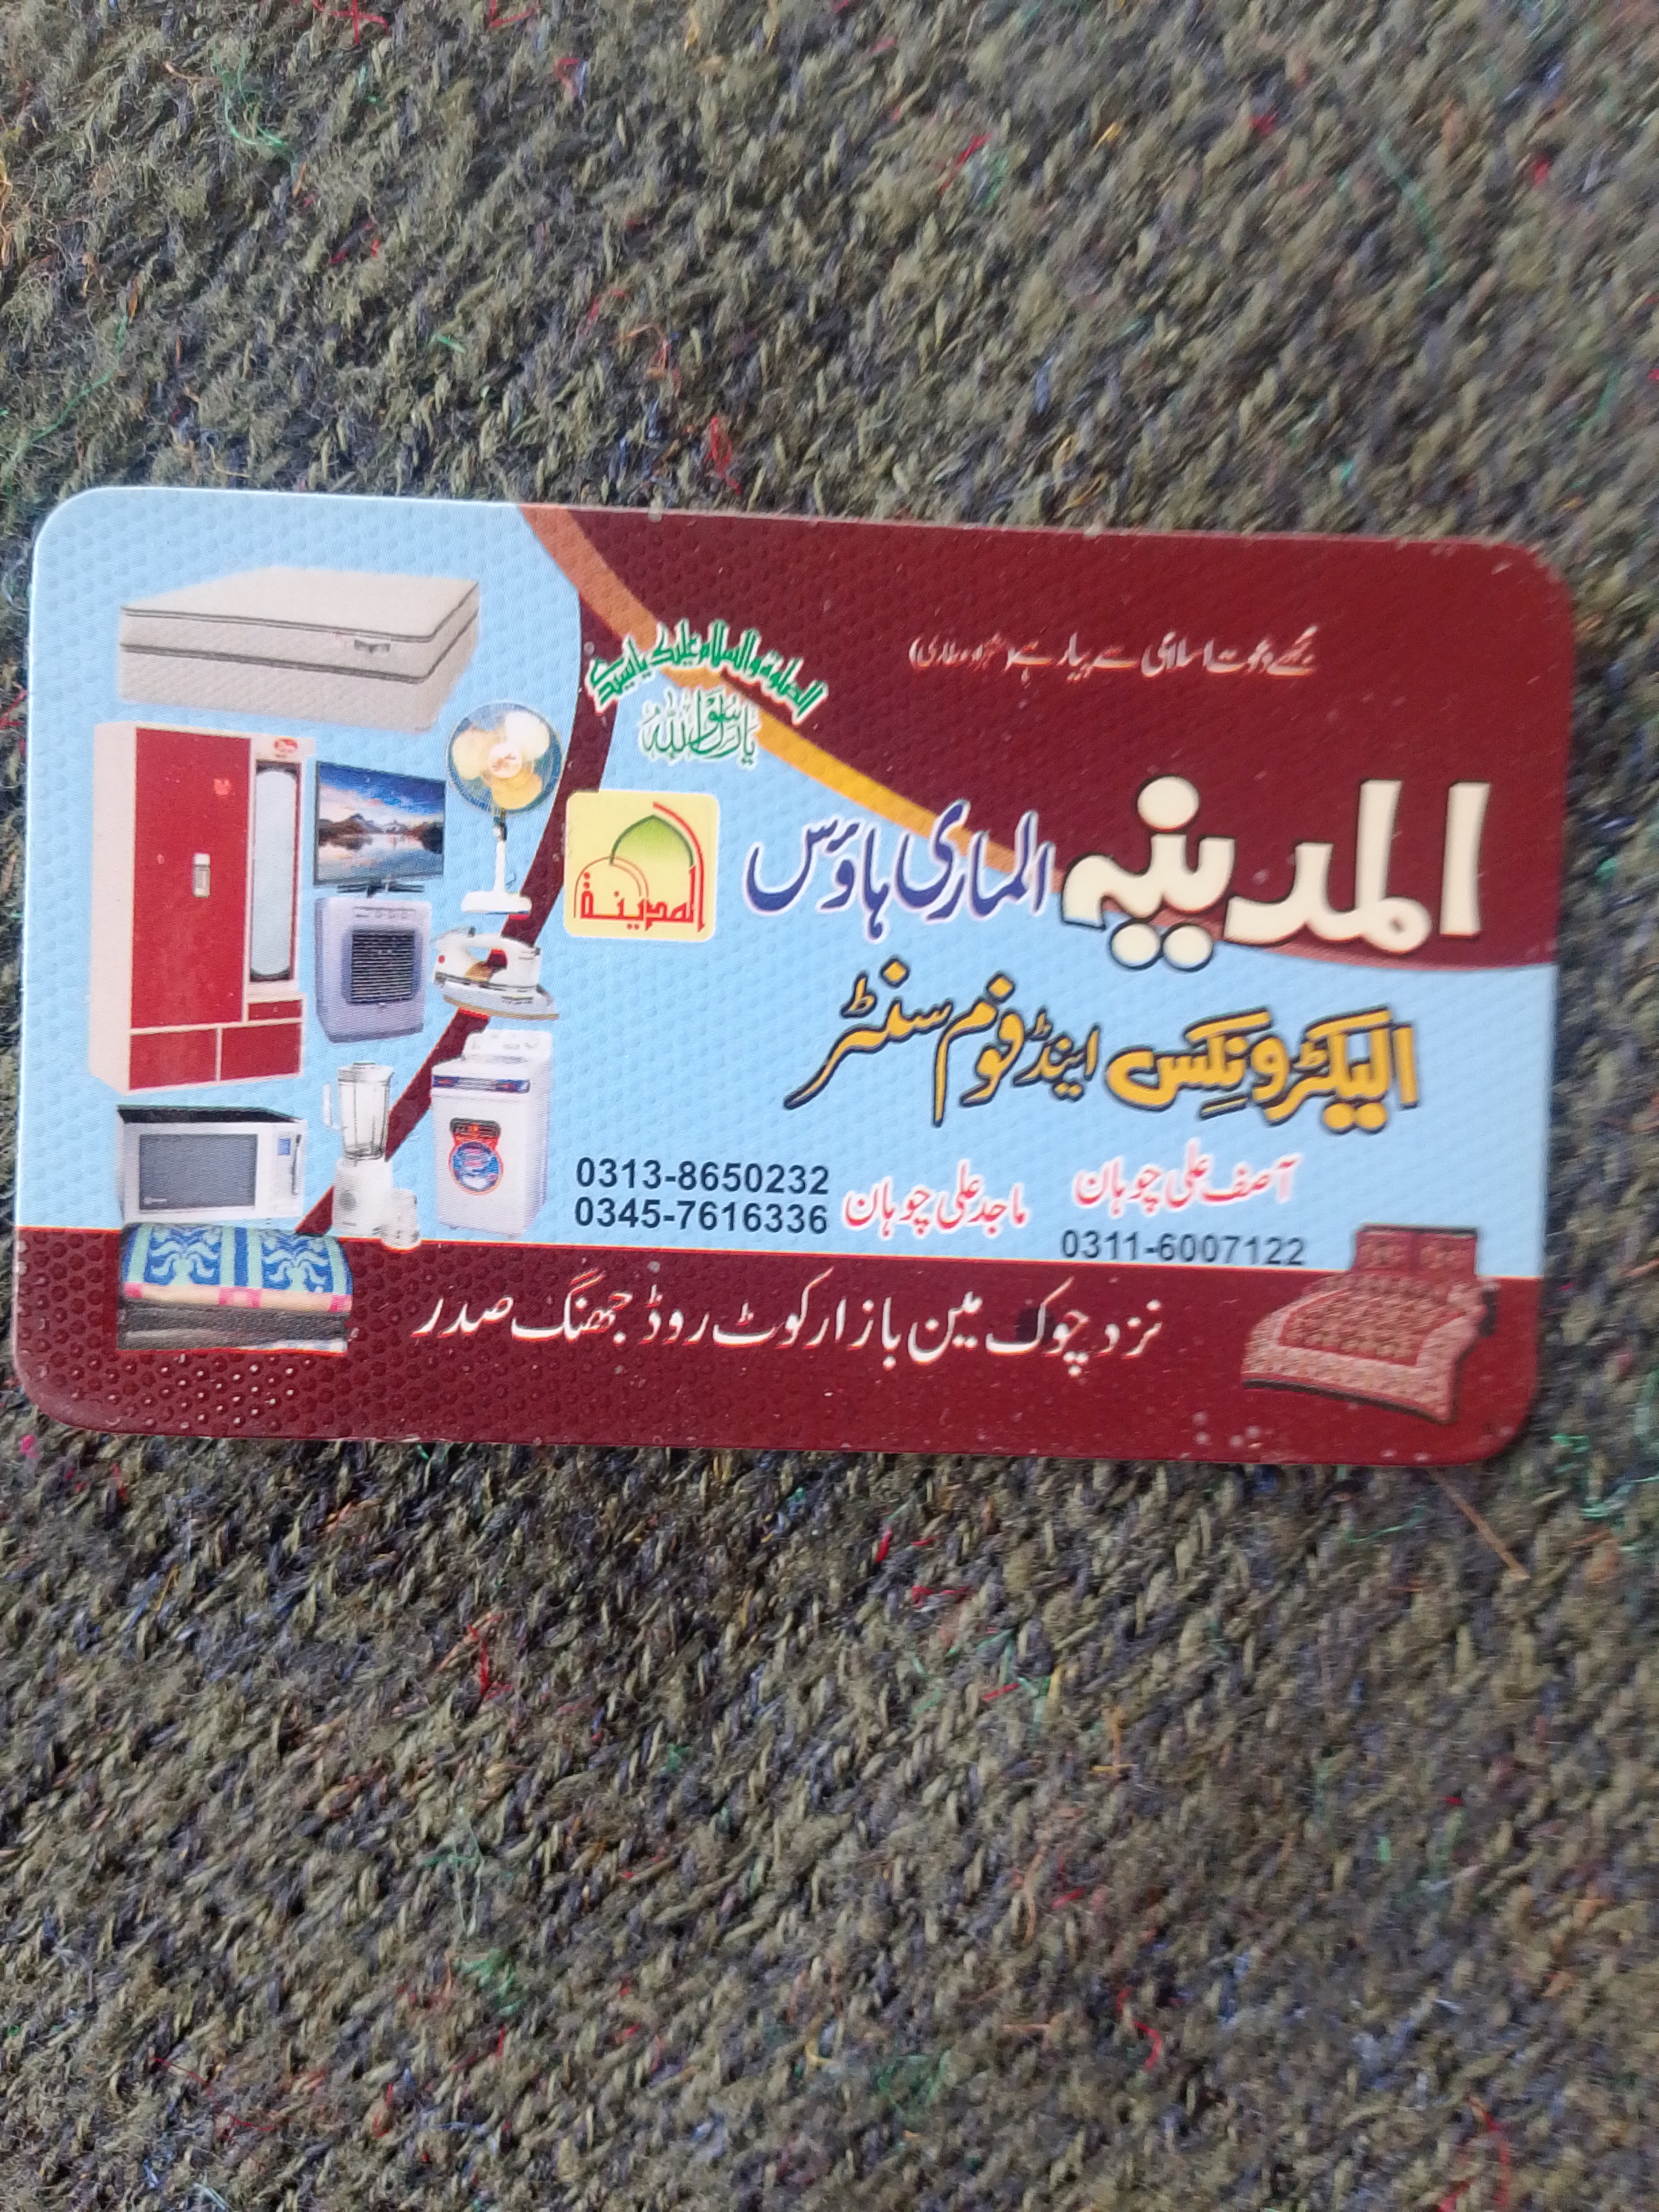 مجھے دعوت اسلامی سے پیار ہے
الصلوۃ والسلام علیک یا سیدی
یا رسول اللہ
المدینہ الماری ہاؤس
المدینة
الیکٹرونکس اینڈ فوم سنٹر
آصف علی چوہان
0311-6007122
ماجد علی چوہان
0313-8650232
0345-7616336
نزد چوک مین بازار کوٹ روڈ جھنگ صدر